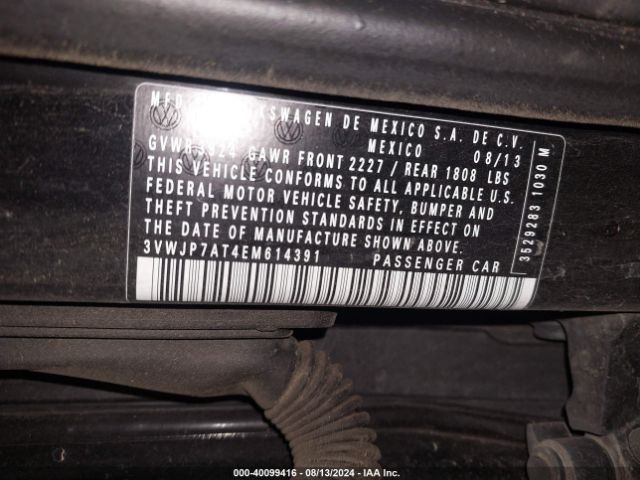 MFD VOLKSWAGEN DE MEXICO S.A. DE C.V.
MEXICO 08/13
GAWR FRONT 2227 / REAR 1808 LBS
THIS VEHICLE CONFORMS TO ALL APPLICABLE U.S.
FEDERAL MOTOR VEHICLE SAFETY, BUMPER AND
THEFT PREVENTION STANDARDS IN EFFECT ON
THE DATE OF MANUFACTURE SHOWN ABOVE.
3VWJP7AT4EM614391 PASSENGER CAR
3529283 1030 M
000-40099416 - 08/13/2024 - IAA Inc.